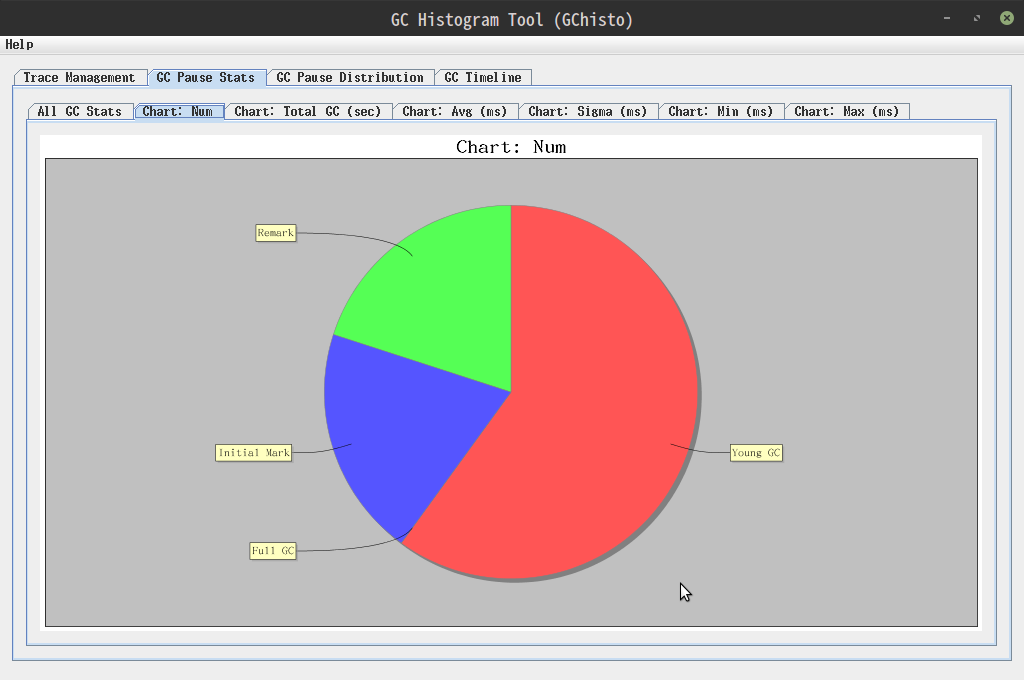 GC Histogram Tool (GChisto)
Help
Trace Management GC Pause Stats GC Pause Distribution GC Timeline
All GC Stats Chart: Num Chart: Total GC (sec) Chart: Avg (ms) Chart: Sigma (ms) Chart: Min (ms) Chart: Max (ms)
Chart: Num
Remark
Initial Mark
Young GC
Full GC